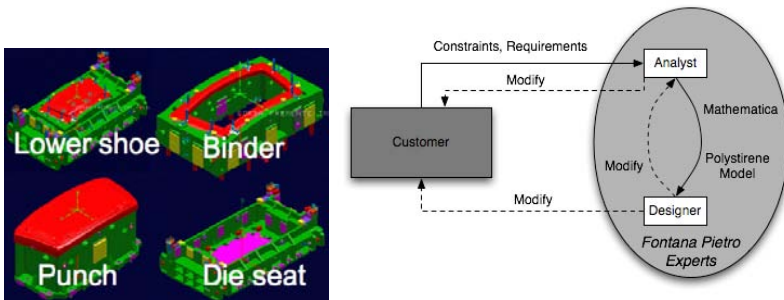 Lower shoe
Binder
Punch
Die seat
Constraints, Requirements
Modify
Analyst
Customer
Mathematica
Polystirene
Model
Modify
Modify
Designer
Fontana Pietro
Experts